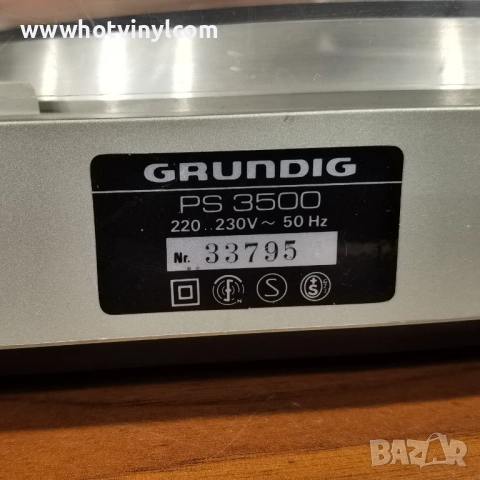 www.hotvinyl.com
GRUNDIG
PS 3500
220..230V~ 50 Hz
Nr. 33795
BAZAR